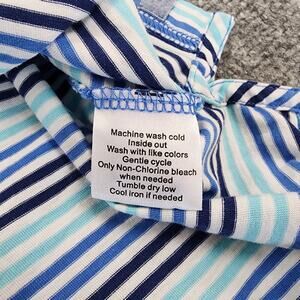 Machine wash cold
Inside out
Wash with like colors
Gentle cycle
Only Non-Chlorine bleach
when needed
Tumble dry low
Cool iron if needed